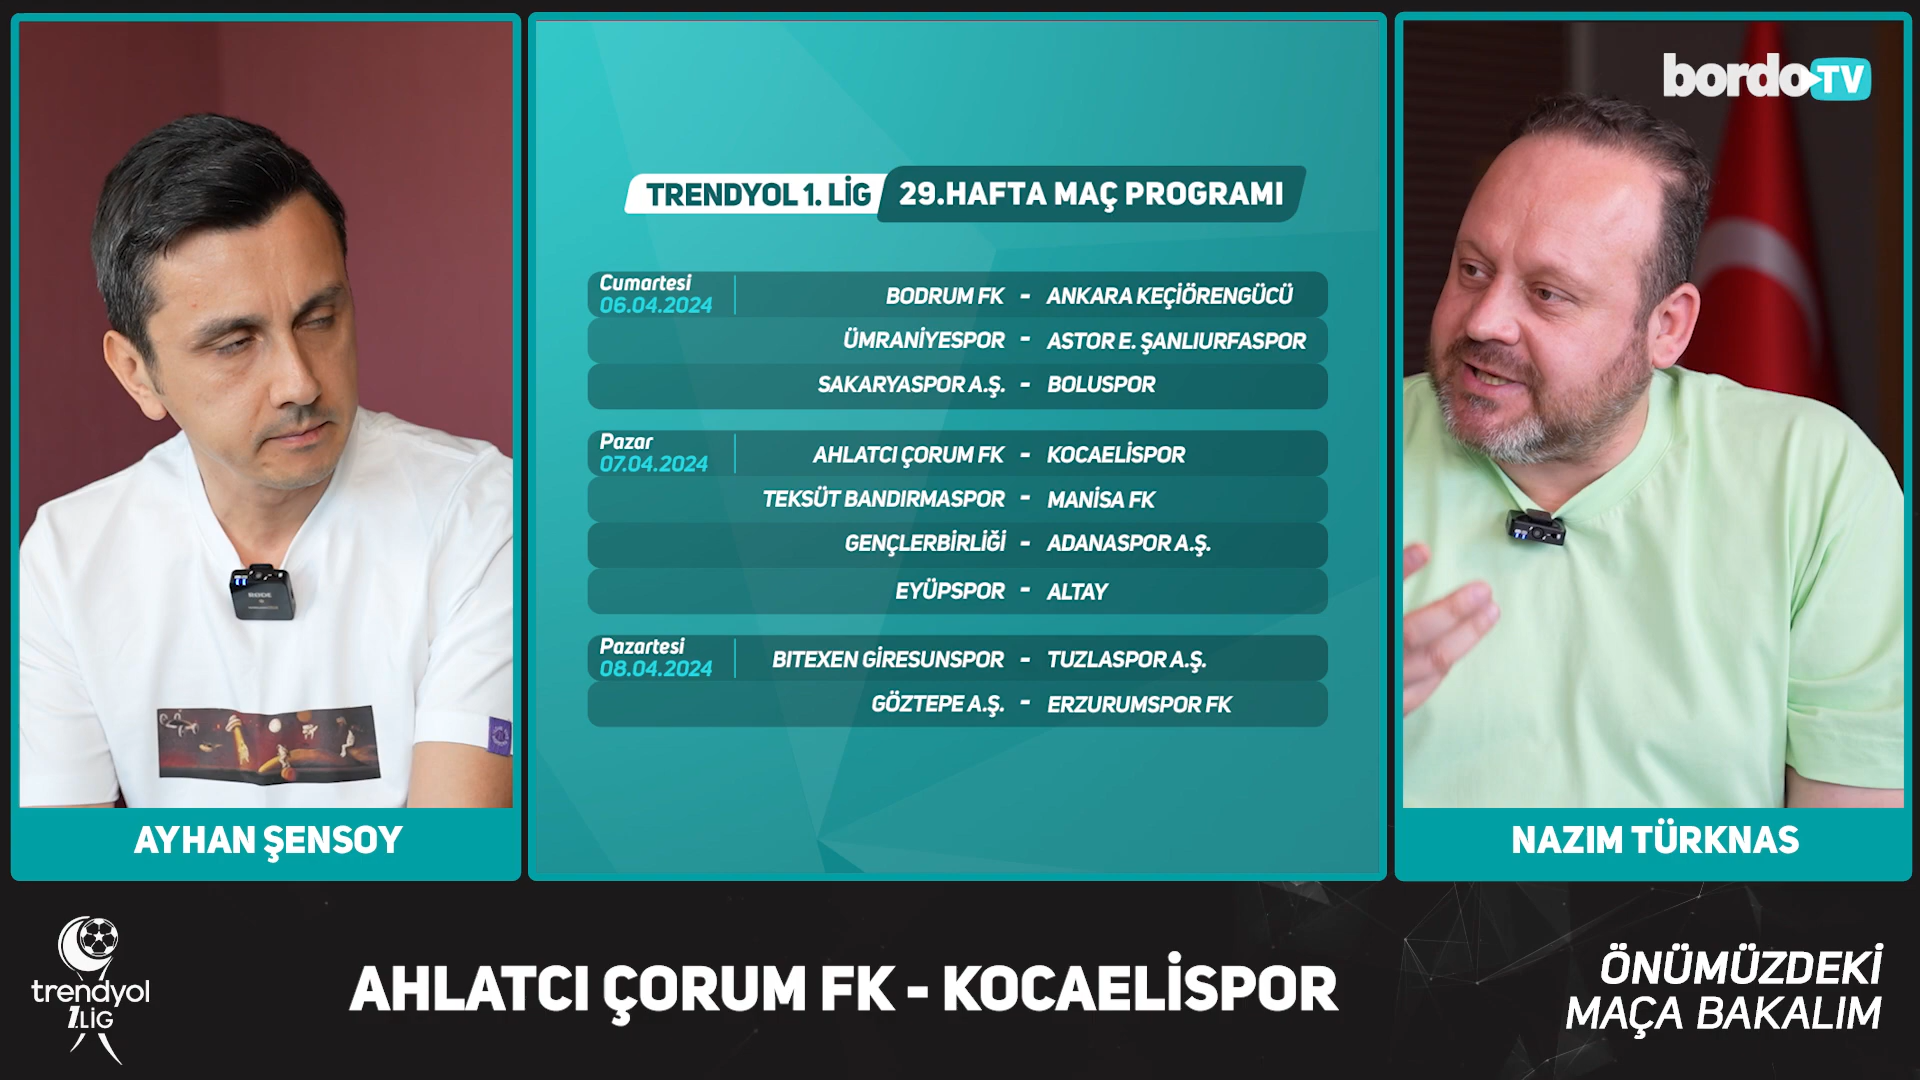 bordo TV
TRENDYOL 1. LİG 29.HAFTA MAÇ PROGRAMI
Cumartesi
06.04.2024
BODRUM FK - ANKARA KEÇİÖRENGÜCÜ
ÜMRANİYESPOR - ASTOR E. ŞANLIURFASPOR
SAKARYASPOR A.Ş. - BOLUSPOR
Pazar
07.04.2024
AHLATCI ÇORUM FK - KOCAELİSPOR
TEKSÜT BANDIRMASPOR - MANİSA FK
GENÇLERBİRLİĞİ - ADANASPOR A.Ş.
EYÜPSPOR - ALTAY
Pazartesi
08.04.2024
BITEXEN GİRESUNSPOR - TUZLASPOR A.Ş.
GÖZTEPE A.Ş. - ERZURUMSPOR FK
RODE
AYHAN ŞENSOY
NAZIM TÜRKNAS
trendyol
1.LİG
AHLATCI ÇORUM FK - KOCAELİSPOR
ÖNÜMÜZDEKİ
MAÇA BAKALIM